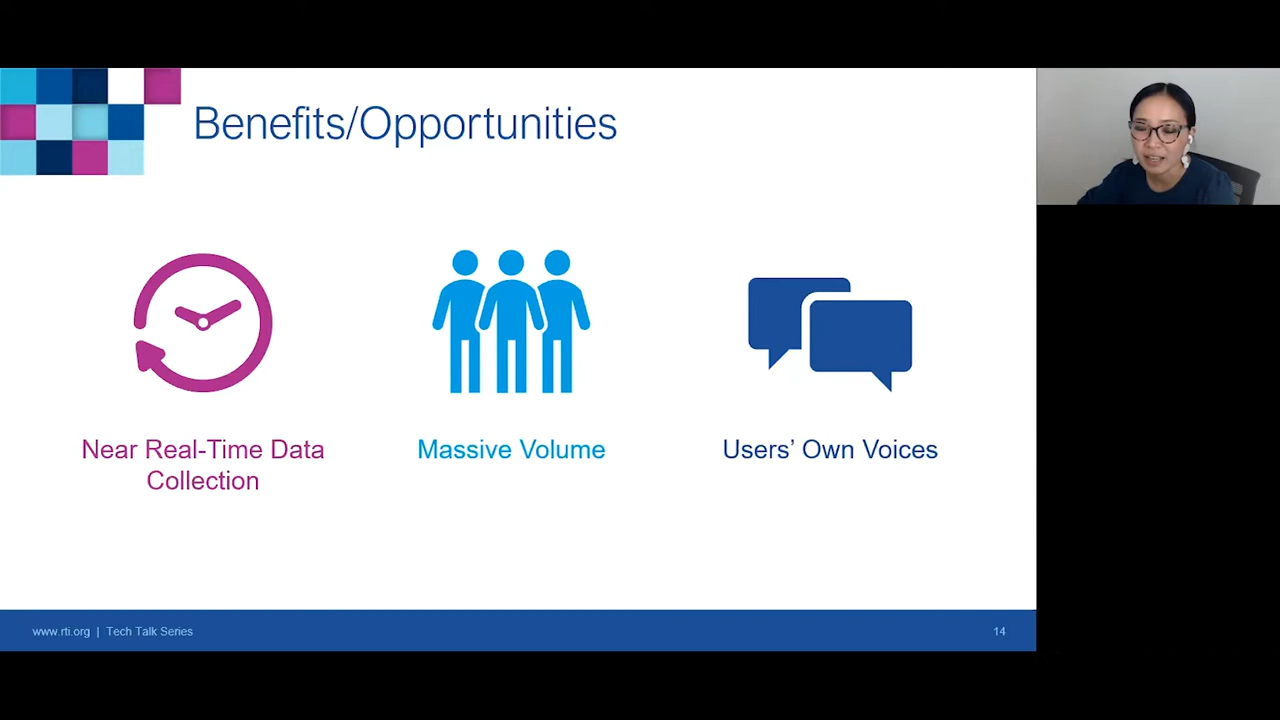 Benefits/Opportunities
Near Real-Time Data
Collection
Massive Volume
Users’ Own Voices
www.rti.org | Tech Talk Series
14